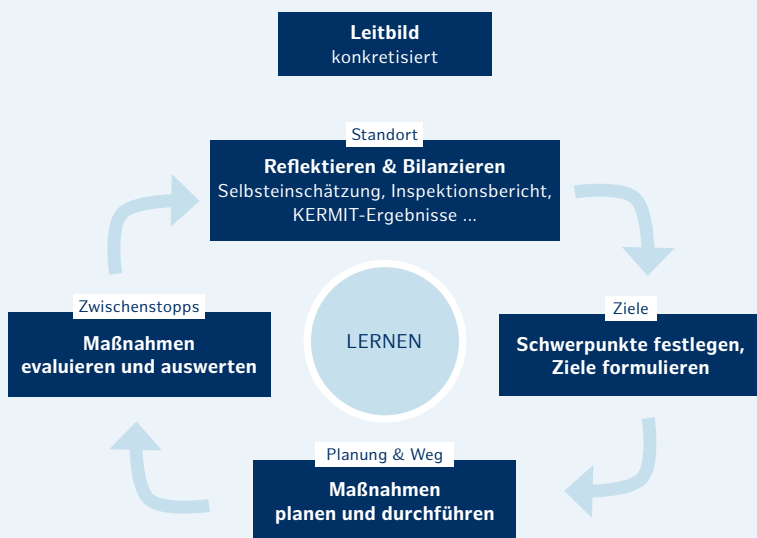 Leitbild
konkretisiert
Standort
Reflektieren & Bilanzieren
Selbsteinschätzung, Inspektionsbericht,
KERMIT-Ergebnisse ...
Ziele
Schwerpunkte festlegen,
Ziele formulieren
Planung & Weg
Maßnahmen
planen und durchführen
Zwischenstopps
Maßnahmen
evaluieren und auswerten
LERNEN